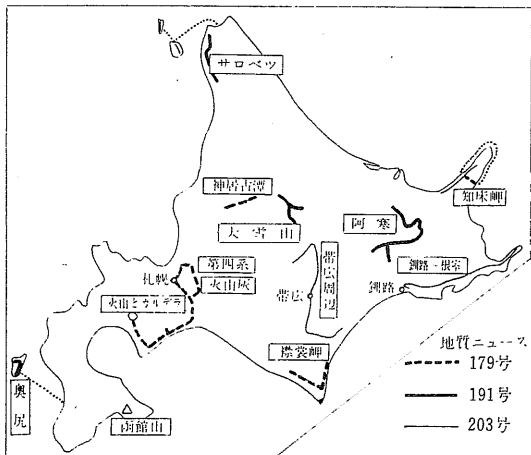 サロベツ
知床岬
神居古潭
大雪山
阿寒
第四系
火山灰
札幌
火山とカルデラ
帯広周辺
帯広
釧路-根室
釧路
襟裳岬
奥尻
函館山
地質ニュース
179号
191号
203号